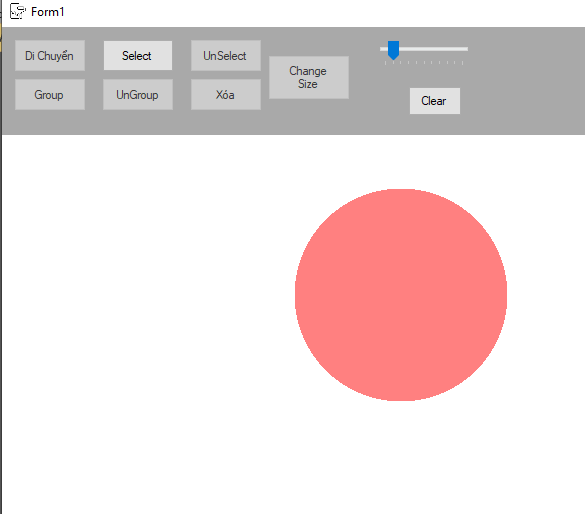 Form1
Di Chuyển
Select
UnSelect
Change
Size
Group
UnGroup
Xóa
Clear